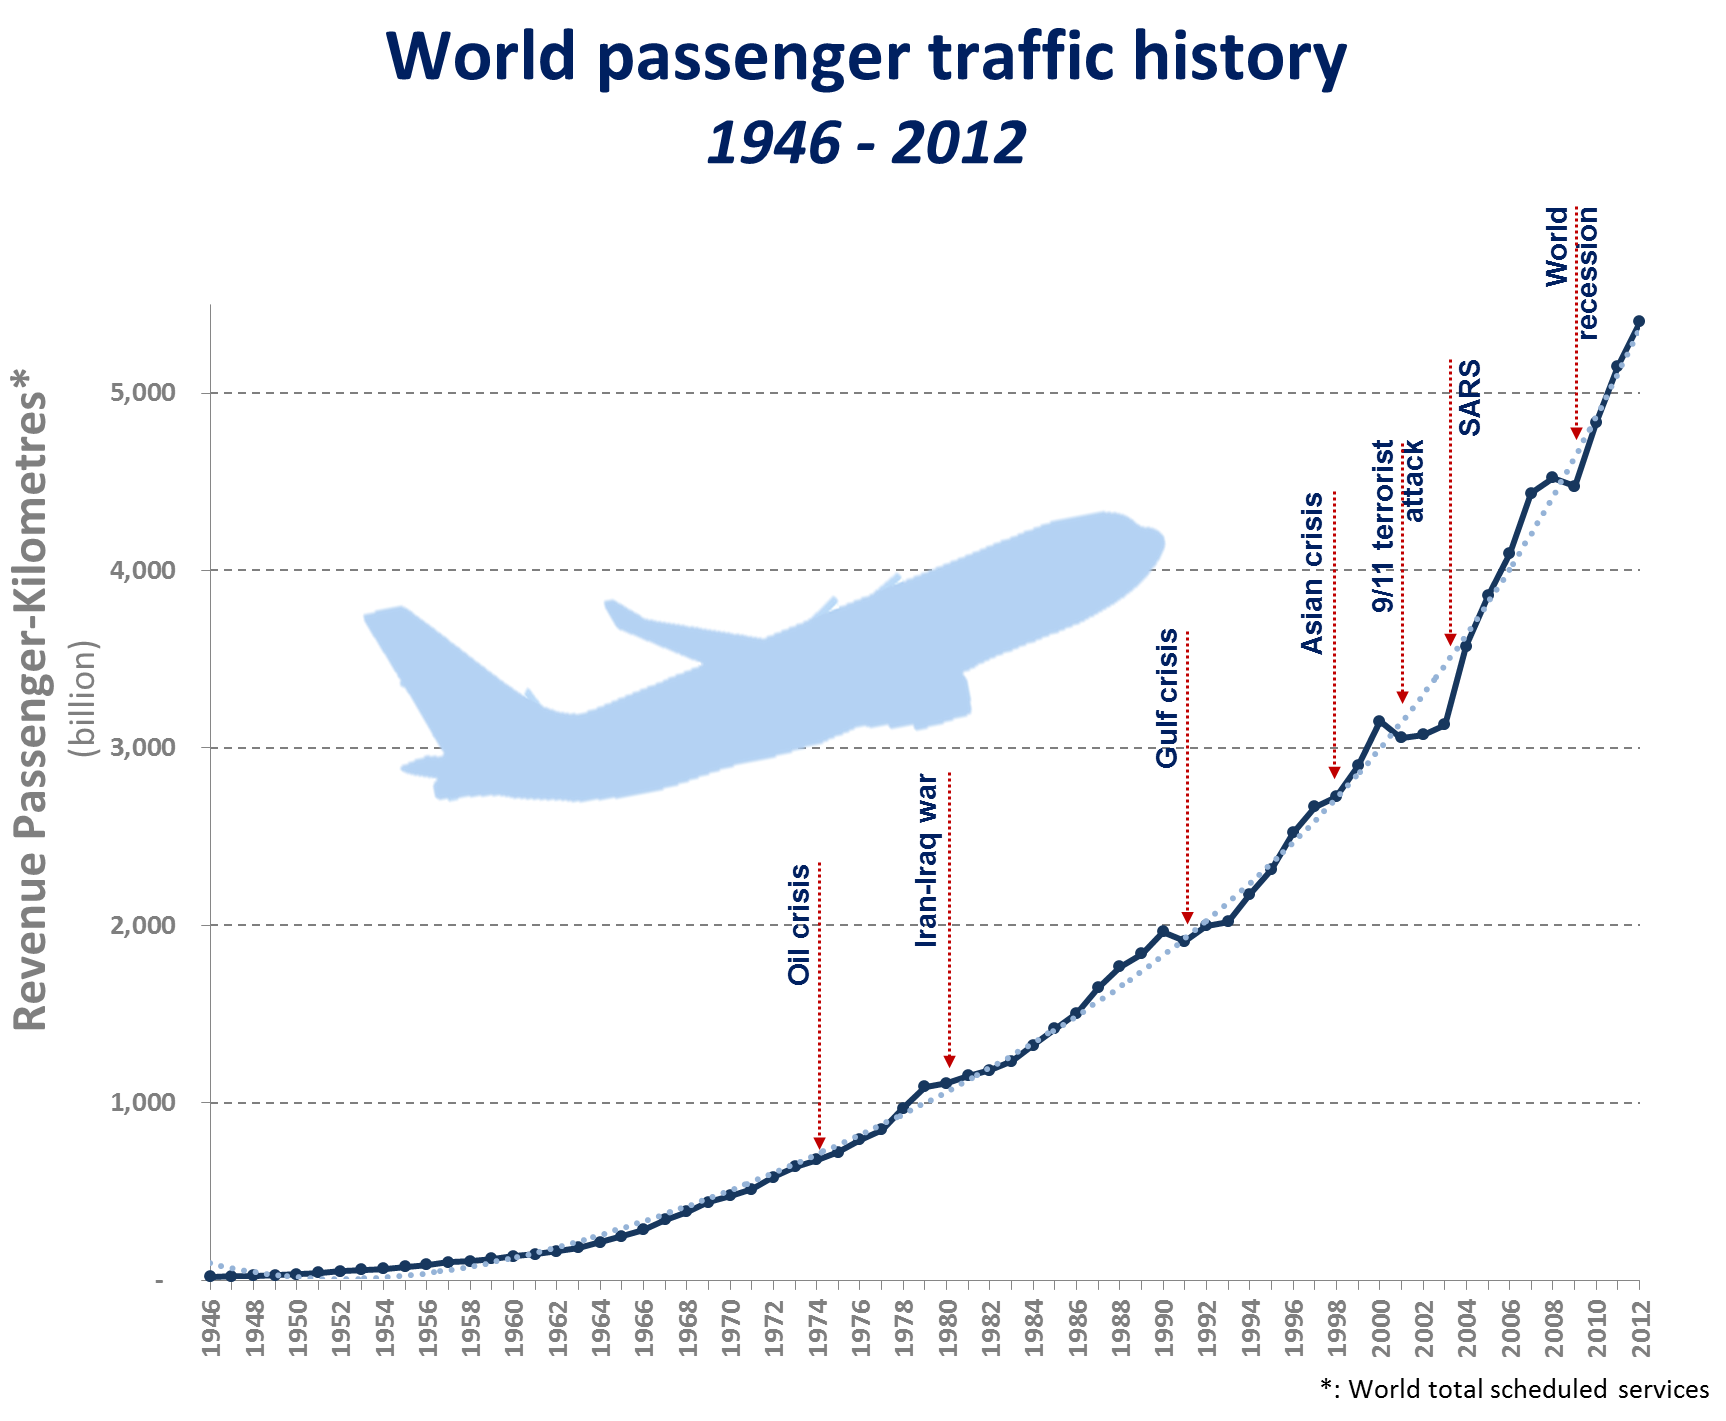 World passenger traffic history
1946 - 2012
Revenue Passenger-Kilometres*
(billion)
5,000
4,000
3,000
2,000
1,000
-
Oil crisis
Iran-Iraq war
Gulf crisis
Asian crisis
9/11 terrorist
attack
SARS
World
recession
1946 1948 1950 1952 1954 1956 1958 1960 1962 1964 1966 1968 1970 1972 1974 1976 1978 1980 1982 1984 1986 1988 1990 1992 1994 1996 1998 2000 2002 2004 2006 2008 2010 2012
*: World total scheduled services